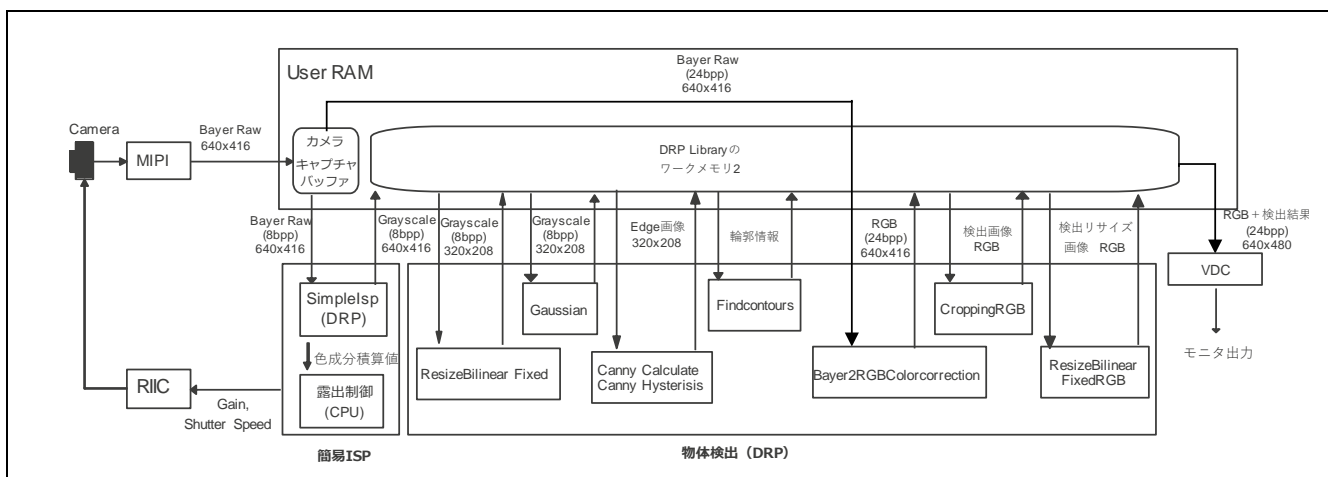 User RAM
Bayer Raw
(24bpp)
640x416
Camera
MIPI
Bayer Raw
640x416
カメラ
キャプチャ
バッファ
DRP Libraryの
ワークメモリ2
Bayer Raw
(8bpp)
640x416
Grayscale
(8bpp)
640x416
Grayscale
(8bpp)
320x208
Grayscale
(8bpp)
320x208
Edge画像
320x208
輪郭情報
RGB
(24bpp)
640x416
検出画像
RGB
検出リサイズ
画像 RGB
RGB+検出結果
(24bpp)
640x480
VDC
モニタ出力
SimpleIsp
(DRP)
色成分積算値
露出制御
(CPU)
RIIC
Gain,
Shutter Speed
ResizeBilinear Fixed
Gaussian
Canny Calculate
Canny Hysterisis
Findcontours
Bayer2RGBColorcorrection
CroppingRGB
ResizeBilinear
FixedRGB
簡易ISP
物体検出(DRP)